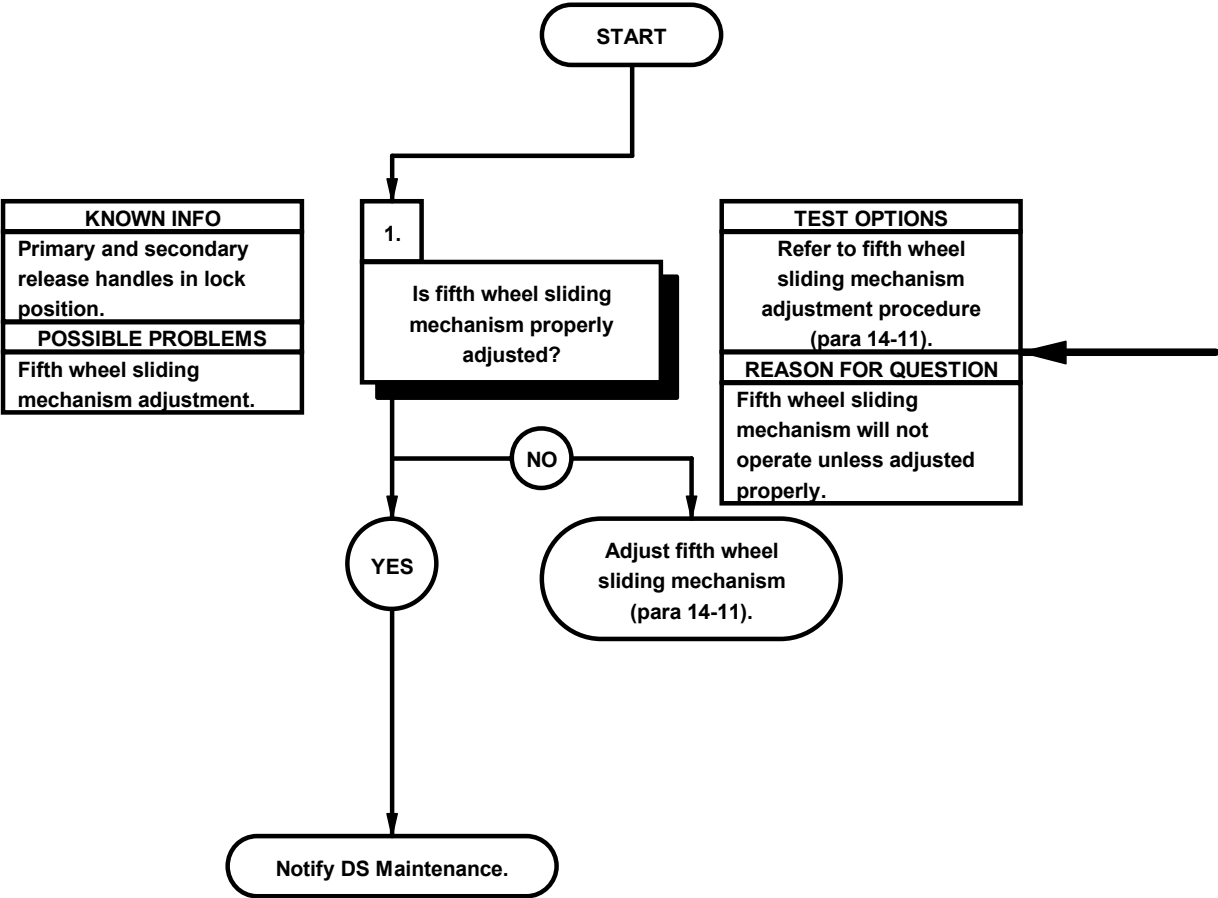 START
KNOWN INFO
Primary and secondary
release handles in lock
position.
POSSIBLE PROBLEMS
Fifth wheel sliding
mechanism adjustment.
1.
Is fifth wheel sliding
mechanism properly
adjusted?
TEST OPTIONS
Refer to fifth wheel
sliding mechanism
adjustment procedure
(para 14-11).
REASON FOR QUESTION
Fifth wheel sliding
mechanism will not
operate unless adjusted
properly.
NO
YES
Adjust fifth wheel
sliding mechanism
(para 14-11).
Notify DS Maintenance.